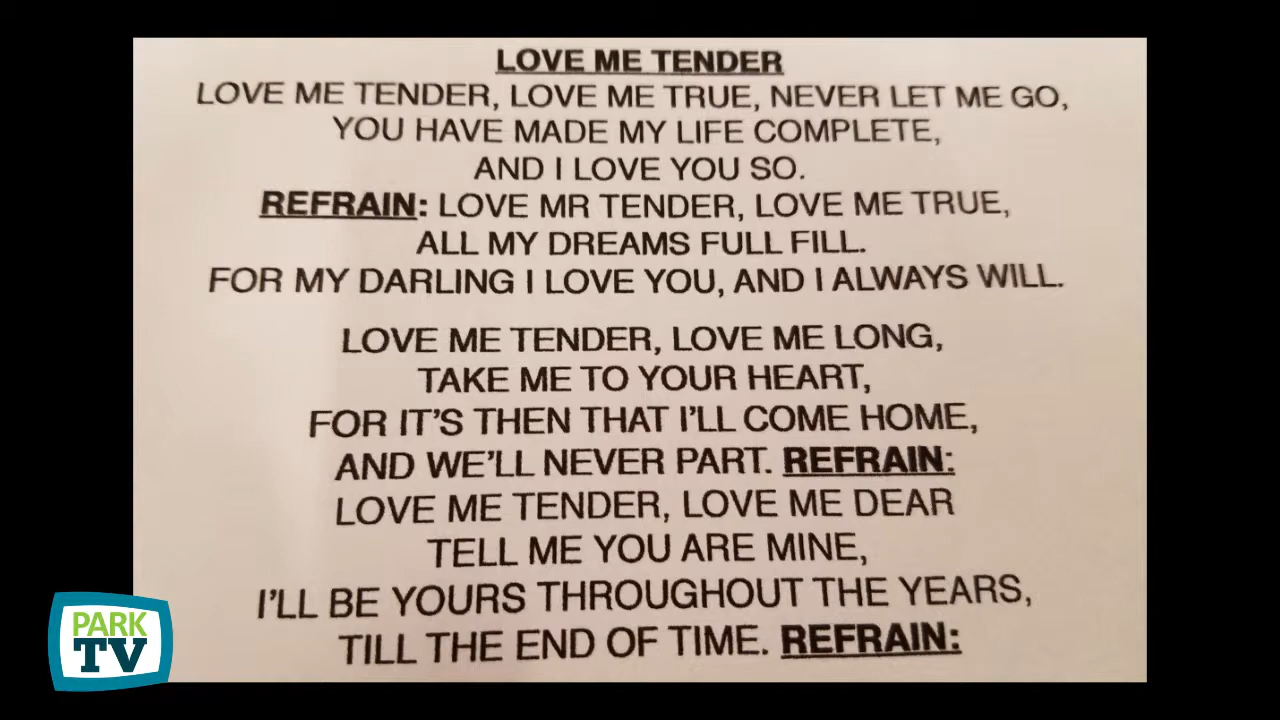 LOVE ME TENDER
LOVE ME TENDER, LOVE ME TRUE, NEVER LET ME GO,
YOU HAVE MADE MY LIFE COMPLETE,
AND I LOVE YOU SO.
REFRAIN: LOVE MR TENDER, LOVE ME TRUE,
ALL MY DREAMS FULL FILL.
FOR MY DARLING I LOVE YOU, AND I ALWAYS WILL.
LOVE ME TENDER, LOVE ME LONG,
TAKE ME TO YOUR HEART,
FOR IT'S THEN THAT I'LL COME HOME,
AND WE'LL NEVER PART. REFRAIN:
LOVE ME TENDER, LOVE ME DEAR
TELL ME YOU ARE MINE,
I'LL BE YOURS THROUGHOUT THE YEARS,
TILL THE END OF TIME. REFRAIN:
PARK
TV